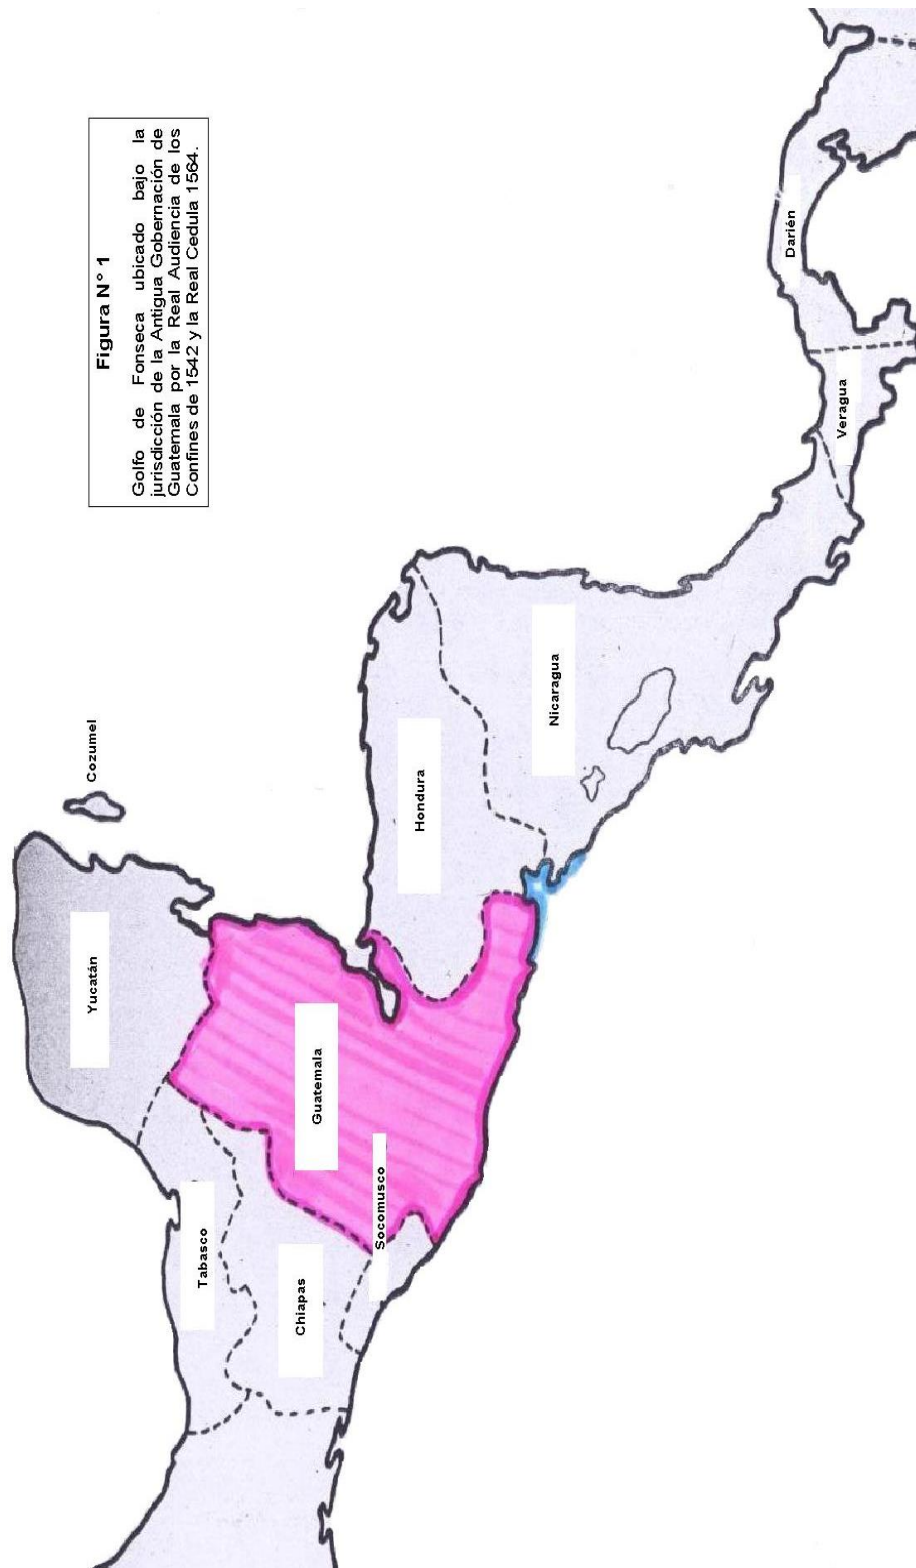 Figura N° 1
Golfo de Fonseca ubicado bajo la
jurisdicción de la Antigua Gobernación de
Guatemala por la Real Audiencia de los
Confines de 1542 y la Real Cedula 1564.
Cozumel
Yucatán
Tabasco
Chiapas
Guatemala
Socomusco
Hondura
Nicaragua
Veragua
Darién